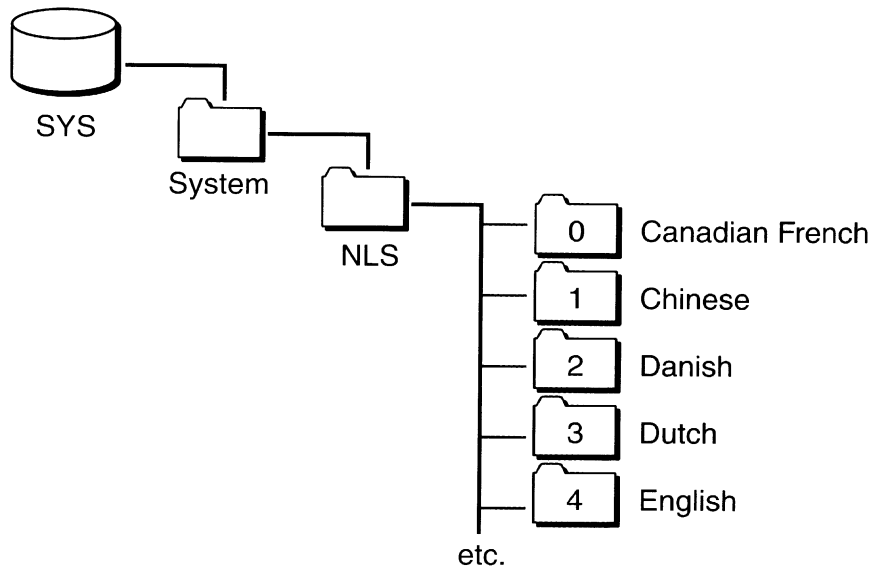 SYS
System
NLS
0 Canadian French
1 Chinese
2 Danish
3 Dutch
4 English
etc.